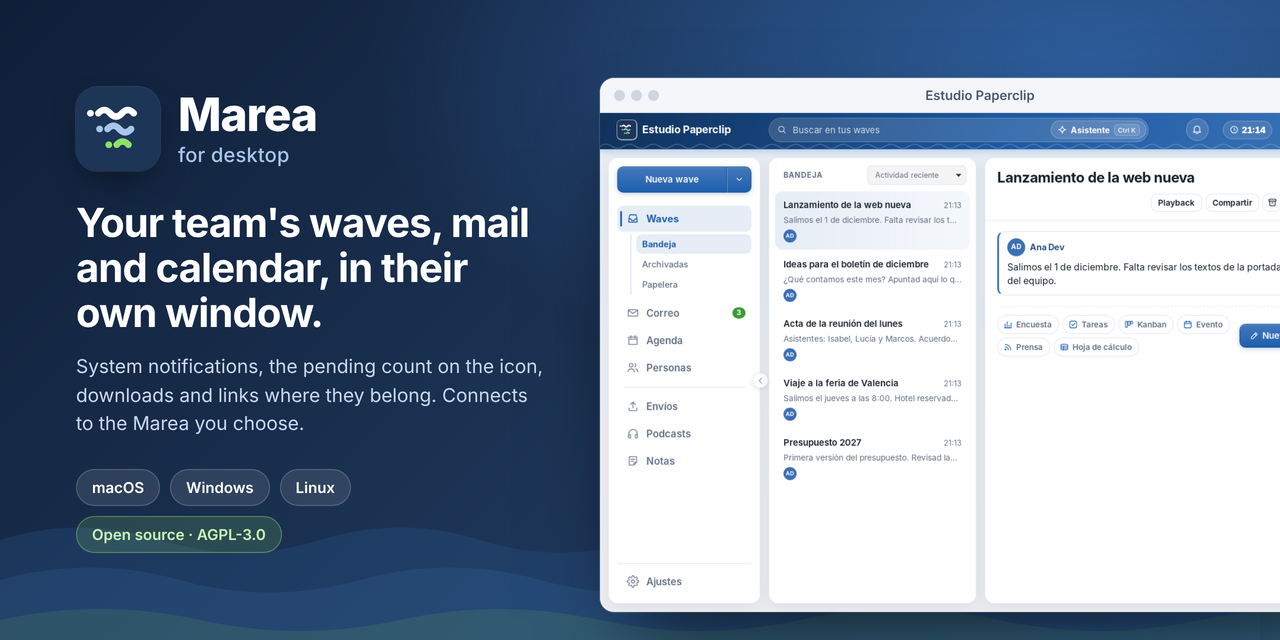 Marea
for desktop
Your team's waves, mail
and calendar, in their
own window.
System notifications, the pending count on the icon,
downloads and links where they belong. Connects
to the Marea you choose.
macOS
Windows
Linux
Open source · AGPL-3.0
Estudio Paperclip
Estudio Paperclip
Buscar en tus waves
Asistente
Ctrl K
21:14
Nueva wave
Waves
Bandeja
Archivadas
Papelera
Correo
3
Agenda
Personas
Envíos
Podcasts
Notas
Ajustes
BANDEJA
Actividad reciente
Lanzamiento de la web nueva 21:13
Salimos el 1 de diciembre. Falta revisar los t...
AD
Ideas para el boletín de diciembre 21:13
¿Qué contamos este mes? Apuntad aquí lo q...
AD
Acta de la reunión del lunes 21:13
Asistentes: Isabel, Lucía y Marcos. Acuerdo...
AD
Viaje a la feria de Valencia 21:13
Salimos el jueves a las 8:00. Hotel reservad...
AD
Presupuesto 2027 21:13
Primera versión del presupuesto. Revisad la...
AD
Lanzamiento de la web nueva
Playback
Compartir
AD Ana Dev
Salimos el 1 de diciembre. Falta revisar los textos de la portada
del equipo.
Encuesta
Tareas
Kanban
Evento
Prensa
Hoja de cálculo
Nue